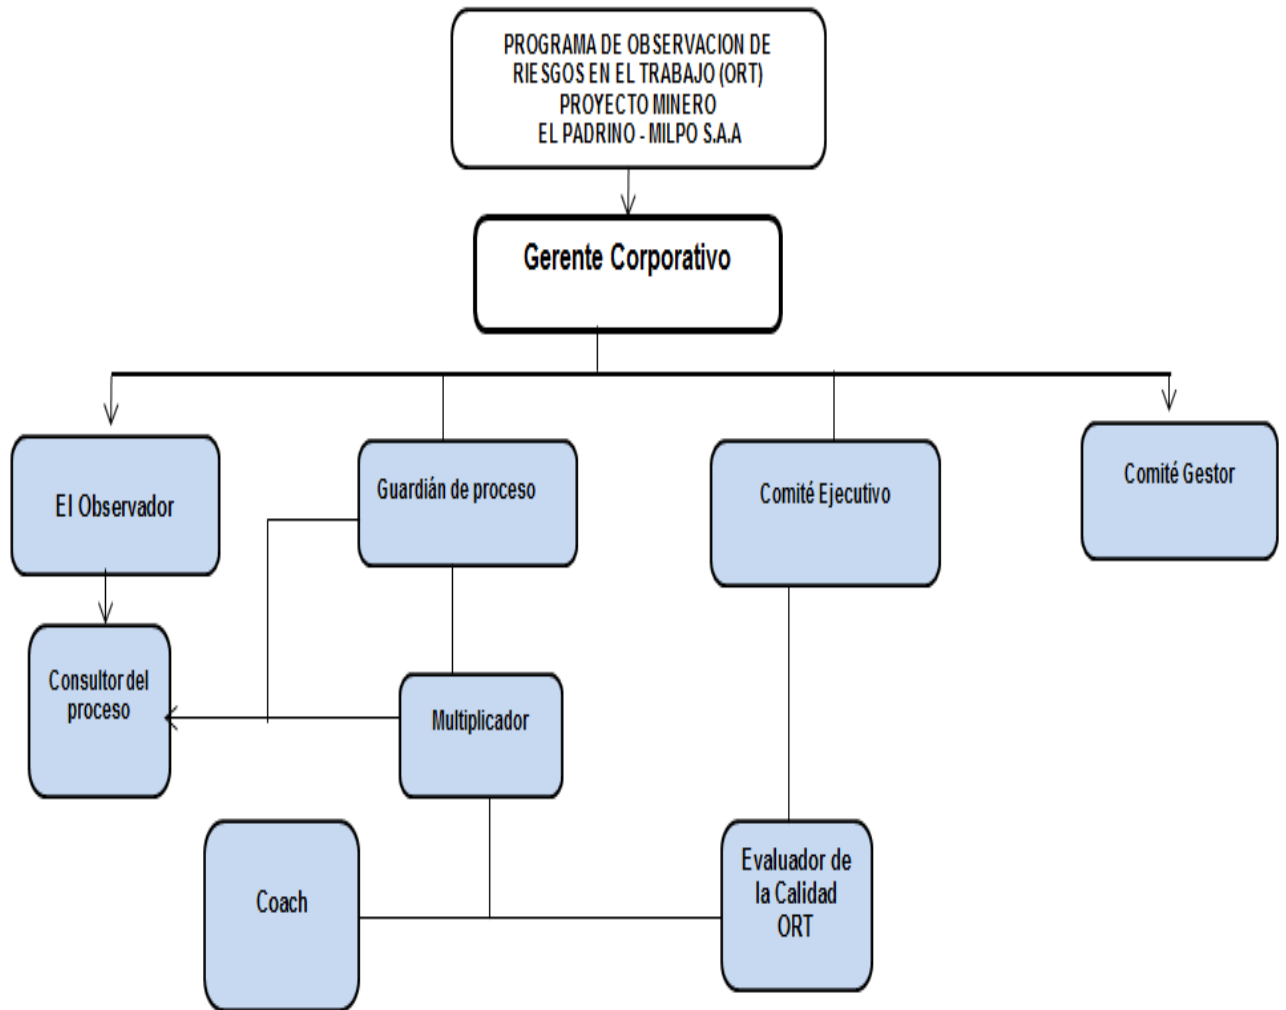 PROGRAMA DE OBSERVACION DE
RIESGOS EN EL TRABAJO (ORT)
PROYECTO MINERO
EL PADRINO - MILPO S.A.A
Gerente Corporativo
El Observador
Guardián de proceso
Comité Ejecutivo
Comité Gestor
Consultor del
proceso
Multiplicador
Coach
Evaluador de
la Calidad
ORT